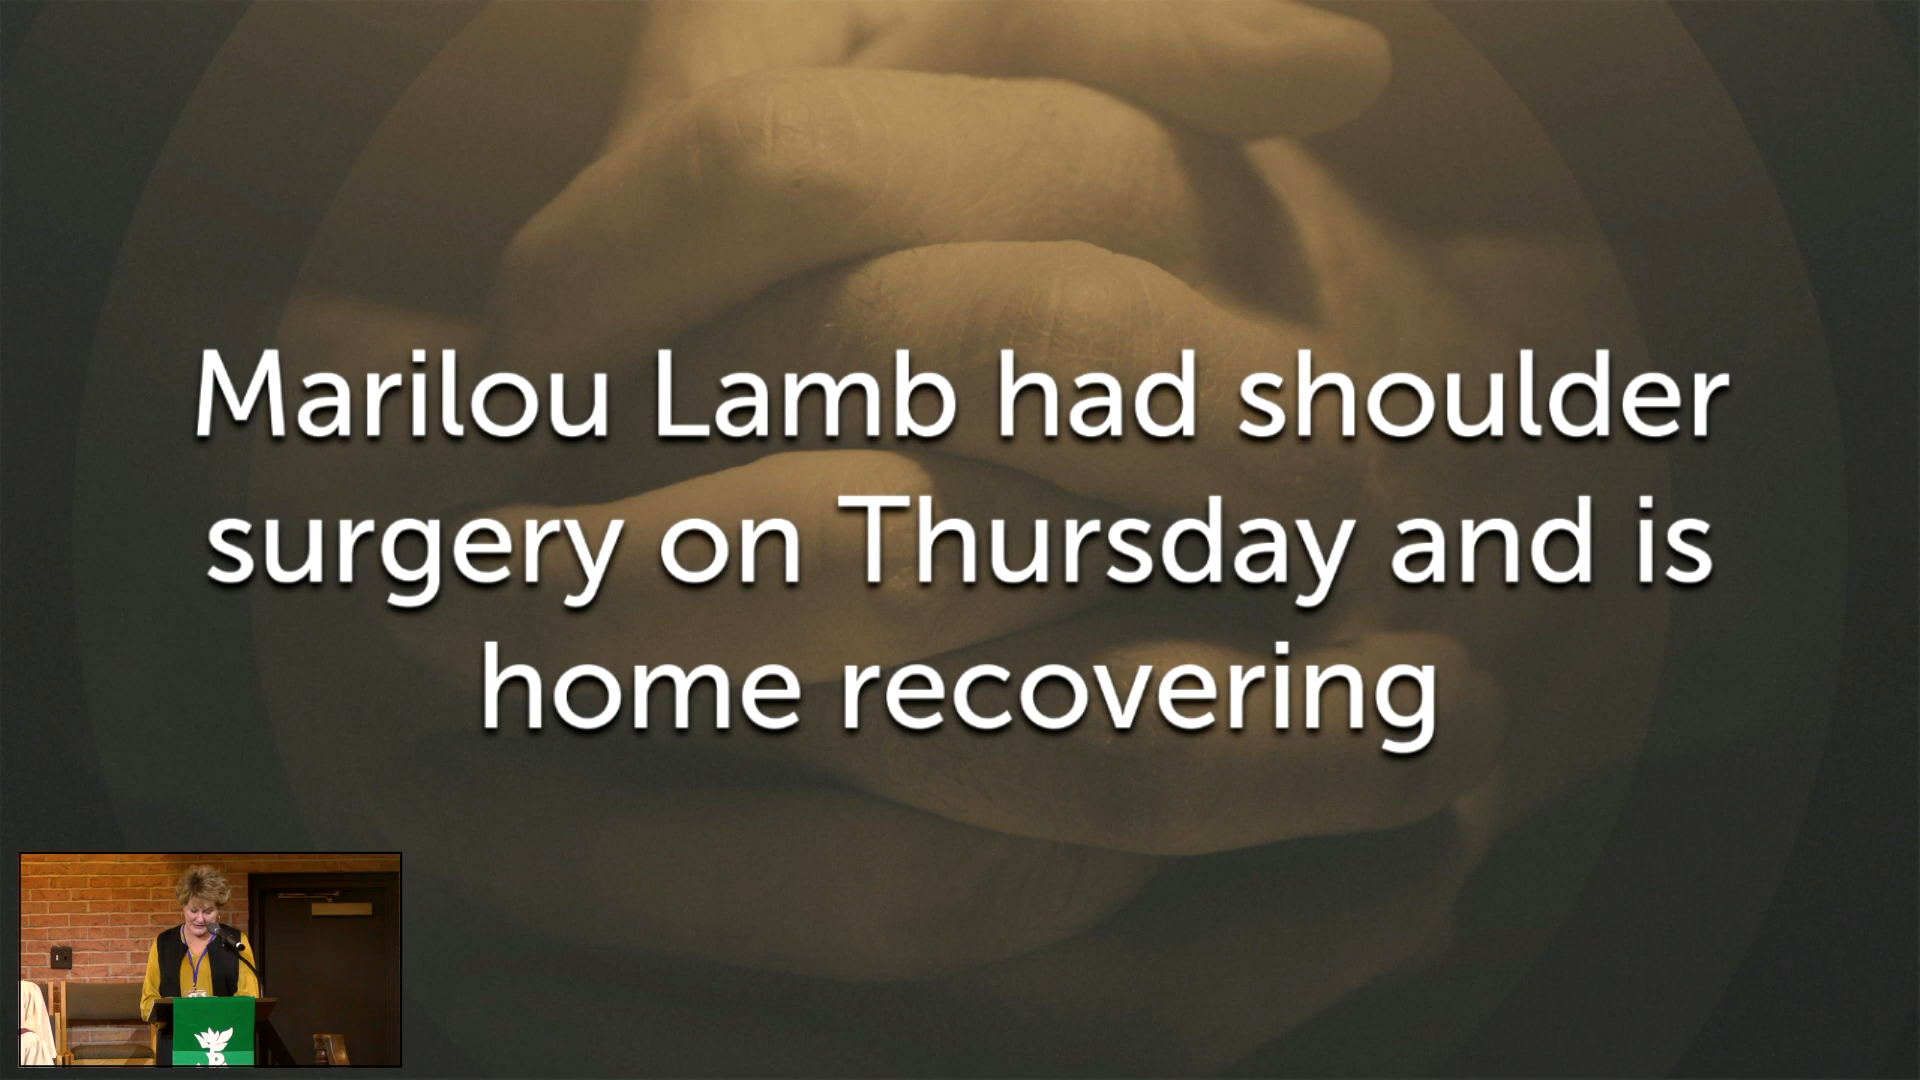 Marilou Lamb had shoulder
surgery on Thursday and is
home recovering